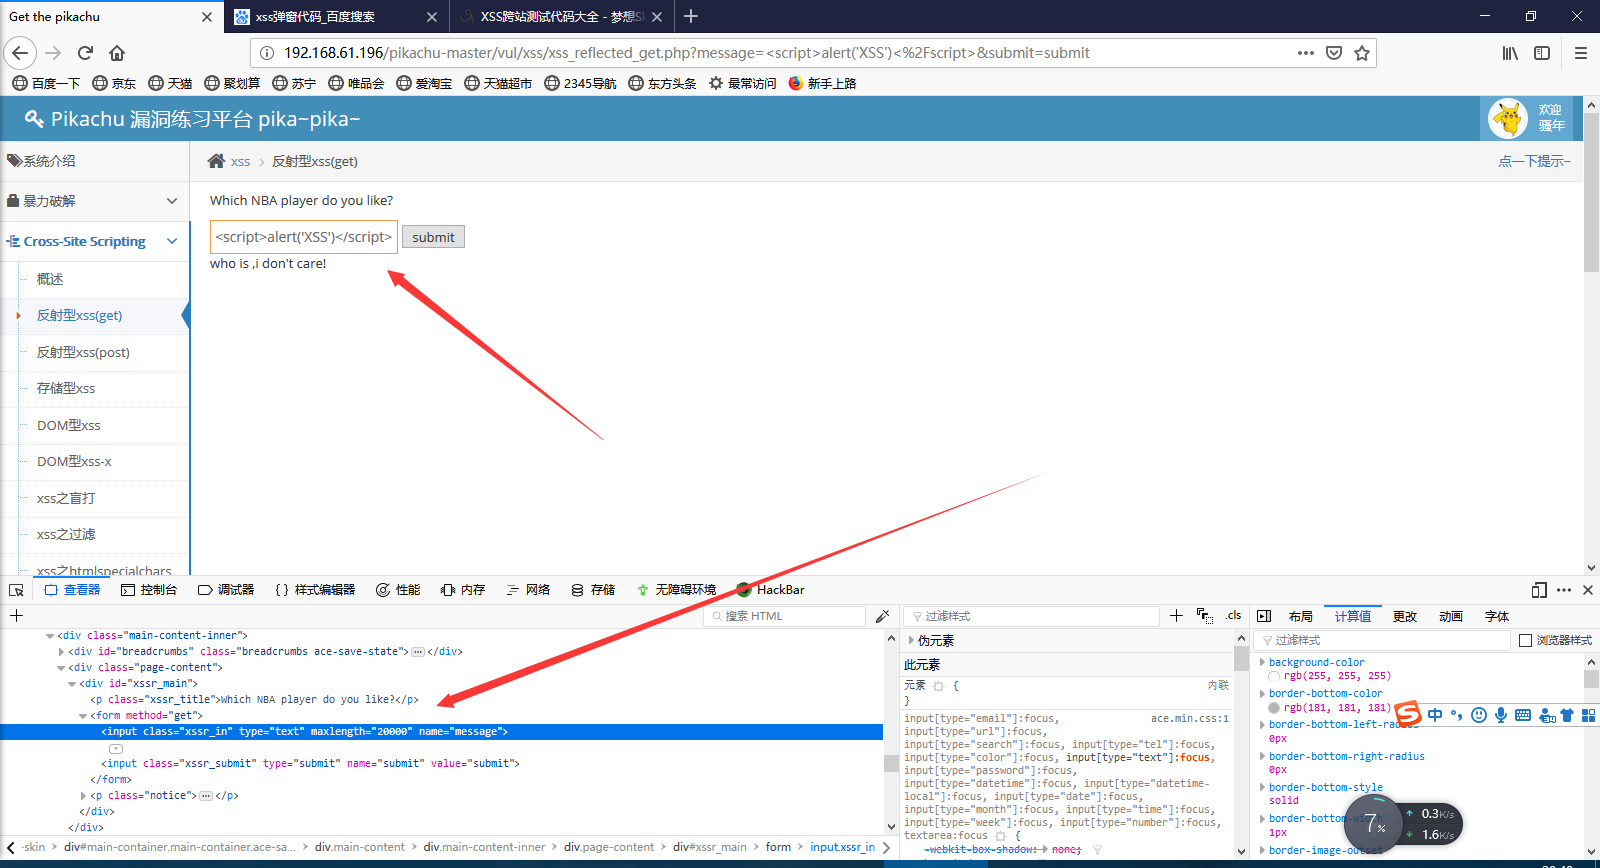 Get the pikachu
xss弹窗代码_百度搜索
XSS跨站测试代码大全 - 梦想S
192.168.61.196/pikachu-master/vul/xss/xss_reflected_get.php?message=<script>alert('XSS')<%2Fscript>&submit=submit
百度一下 京东 天猫 聚划算 苏宁 唯品会 爱淘宝 天猫超市 2345导航 东方头条 最常访问 新手上路
Pikachu 漏洞练习平台 pika~pika~
欢迎
骚年
系统介绍
xss > 反射型xss(get)
点一下提示~
暴力破解
Which NBA player do you like?
<script>alert('XSS')</script>
submit
who is ,i don't care!
Cross-Site Scripting
概述
反射型xss(get)
反射型xss(post)
存储型xss
DOM型xss
DOM型xss-x
xss之盲打
xss之过滤
xss之htmlspecialchars
查看器 控制台 调试器 样式编辑器 性能 内存 网络 存储 无障碍环境 HackBar
搜索 HTML
<div class="main-content-inner">
<div id="breadcrumbs" class="breadcrumbs ace-save-state">…</div>
<div class="page-content">
<div id="xssr_main">
<p class="xssr_title">Which NBA player do you like?</p>
<form method="get">
<input class="xssr_in" type="text" maxlength="20000" name="message">
<input class="xssr_submit" type="submit" name="submit" value="submit">
</form>
<p class="notice">…</p>
</div>
</div>
-skin > div#main-container.main-container.ace-sa... > div.main-content > div.main-content-inner > div.page-content > div#xssr_main > form > input.xssr_in
过滤样式
.cls
伪元素
此元素
元素 {
内联
}
input[type="email"]:focus,
ace.min.css:1
input[type="url"]:focus,
input[type="search"]:focus, input[type="tel"]:focus,
input[type="color"]:focus, input[type="text"]:focus,
input[type="password"]:focus,
input[type="datetime"]:focus, input[type="datetime-
local"]:focus, input[type="date"]:focus,
input[type="month"]:focus, input[type="time"]:focus,
input[type="week"]:focus, input[type="number"]:focus,
textarea:focus {
-webkit-box-shadow: none;
布局 计算值 更改 动画 字体
过滤样式
浏览器样式
background-color
rgb(255, 255, 255)
border-bottom-color
rgb(181, 181, 181)
border-bottom-left-radius
0px
border-bottom-right-radius
0px
border-bottom-style
solid
border-bottom-width
1px
border-image-outset
中
7%
0.3K/s
1.6K/s